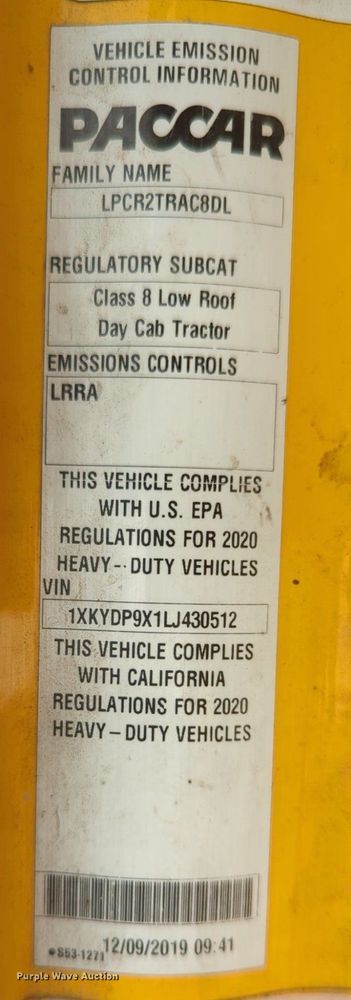 VEHICLE EMISSION
CONTROL INFORMATION
PACCAR
FAMILY NAME
LPCR2TRAC8DL
REGULATORY SUBCAT
Class 8 Low Roof
Day Cab Tractor
EMISSIONS CONTROLS
LRRA
THIS VEHICLE COMPLIES
WITH U.S. EPA
REGULATIONS FOR 2020
HEAVY-DUTY VEHICLES
VIN
1XKYDP9X1LJ430512
THIS VEHICLE COMPLIES
WITH CALIFORNIA
REGULATIONS FOR 2020
HEAVY-DUTY VEHICLES
S53-1271 12/09/2019 09:41
Purple Wave Auction